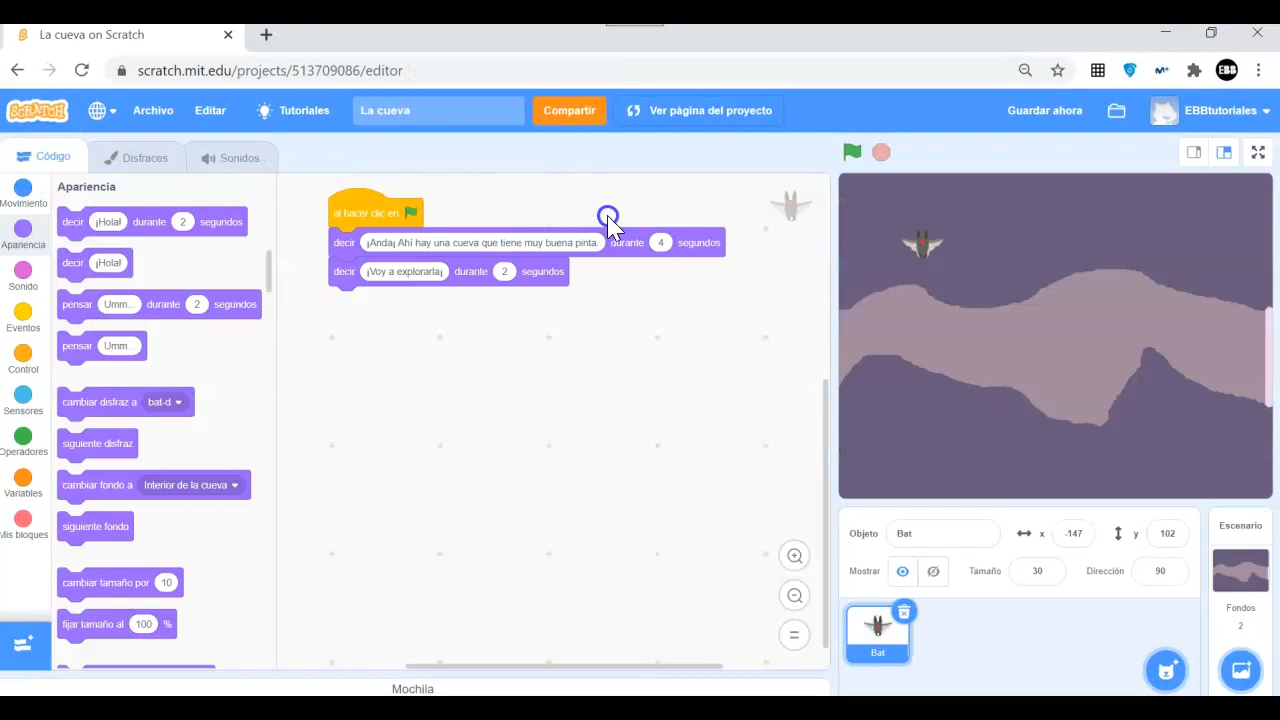 La cueva on Scratch
scratch.mit.edu/projects/513709086/editor
EBB
SCRATCH
Archivo
Editar
Tutoriales
La cueva
Compartir
Ver página del proyecto
Guardar ahora
EBBtutoriales
Código
Disfraces
Sonidos
Movimiento
Apariencia
Sonido
Eventos
Control
Sensores
Operadores
Variables
Mis bloques
Apariencia
decir ¡Hola! durante 2 segundos
decir ¡Hola!
pensar Umm... durante 2 segundos
pensar Umm...
cambiar disfraz a bat-d
siguiente disfraz
cambiar fondo a Interior de la cueva
siguiente fondo
cambiar tamaño por 10
fijar tamaño al 100 %
al hacer clic en
decir ¡Anda¡ Ahí hay una cueva que tiene muy buena pinta. durante 4 segundos
decir ¡Voy a explorarla¡ durante 2 segundos
Mochila
Objeto Bat x -147 y 102
Mostrar Tamaño 30 Dirección 90
Bat
Escenario
Fondos
2